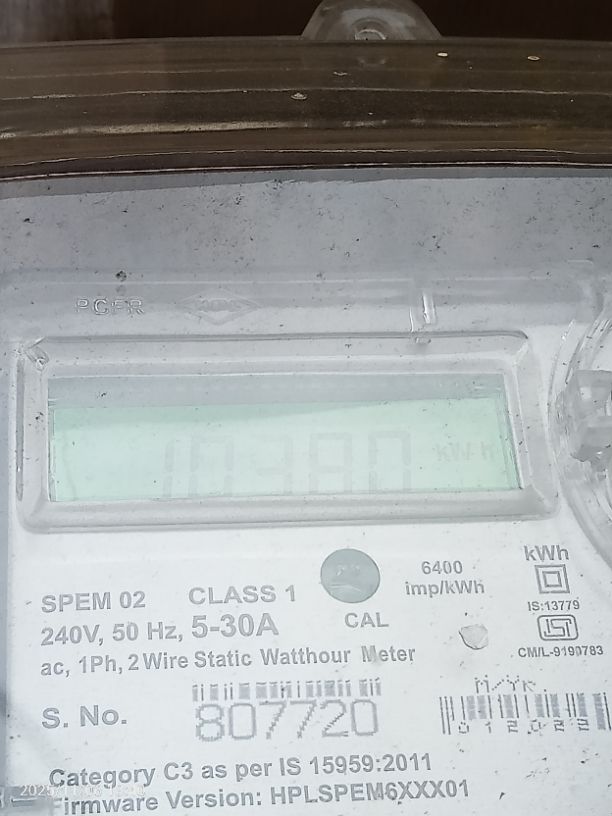 10380 KWH
6400
imp/kWh
kWh
SPEM 02 CLASS 1
240V, 50 Hz, 5-30A
CAL
IS:13779
ac, 1Ph, 2 Wire Static Watthour Meter
CM/L-9190783
M/YR.
S. No. 807720
Category C3 as per IS 15959:2011
Firmware Version: HPLSPEM6XXX01